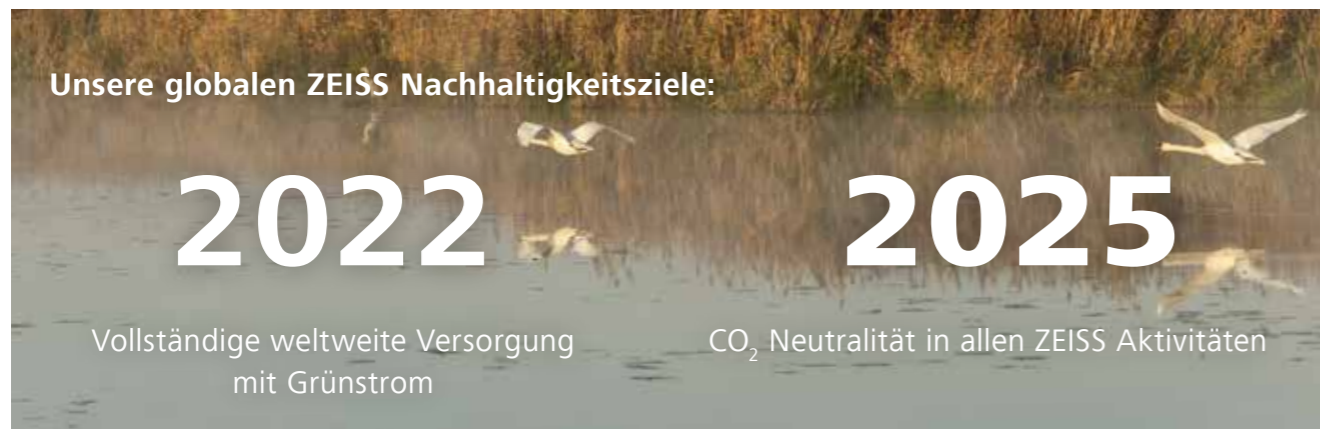 Unsere globalen ZEISS Nachhaltigkeitsziele:
2022
2025
Vollständige weltweite Versorgung
mit Grünstrom
CO₂ Neutralität in allen ZEISS Aktivitäten